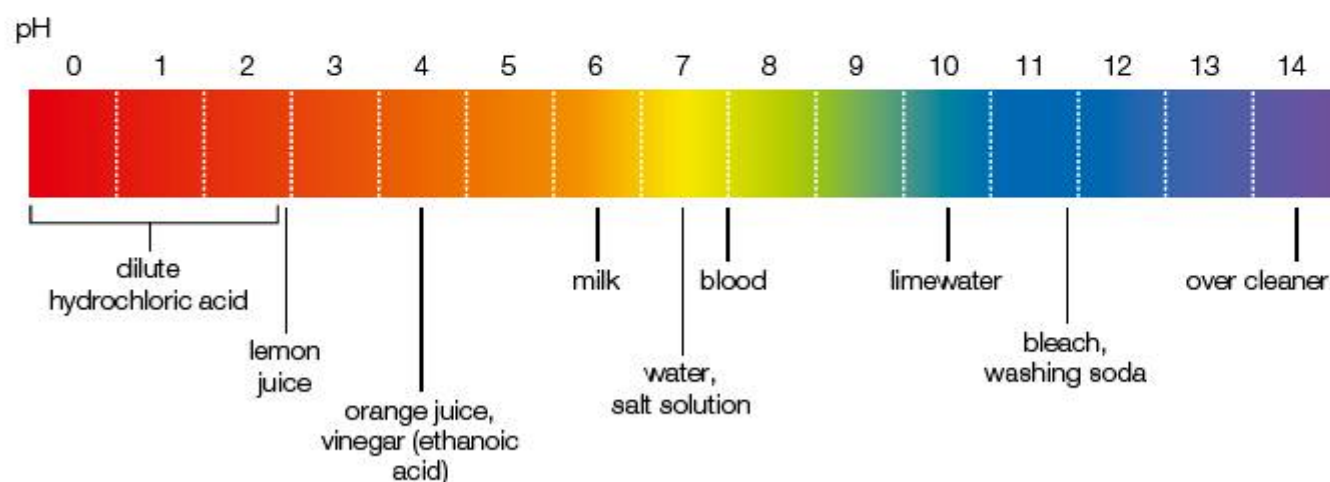 pH
0 1 2 3 4 5 6 7 8 9 10 11 12 13 14
dilute
hydrochloric acid
lemon
juice
orange juice,
vinegar (ethanoic
acid)
milk
water,
salt solution
blood
limewater
bleach,
washing soda
over cleaner